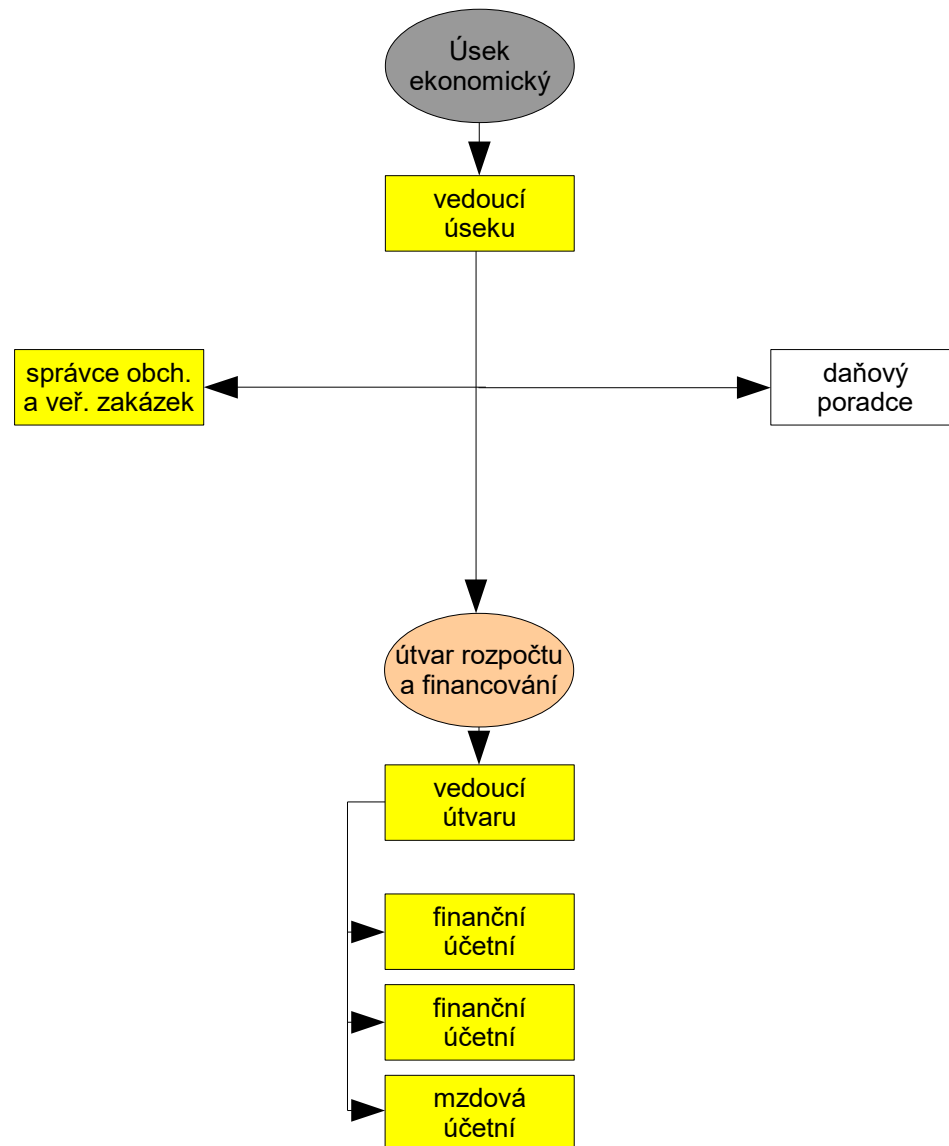 Úsek
ekonomický
vedoucí
úseku
správce obch.
a veř. zakázek
daňový
poradce
útvar rozpočtu
a financování
vedoucí
útvaru
finanční
účetní
finanční
účetní
mzdová
účetní